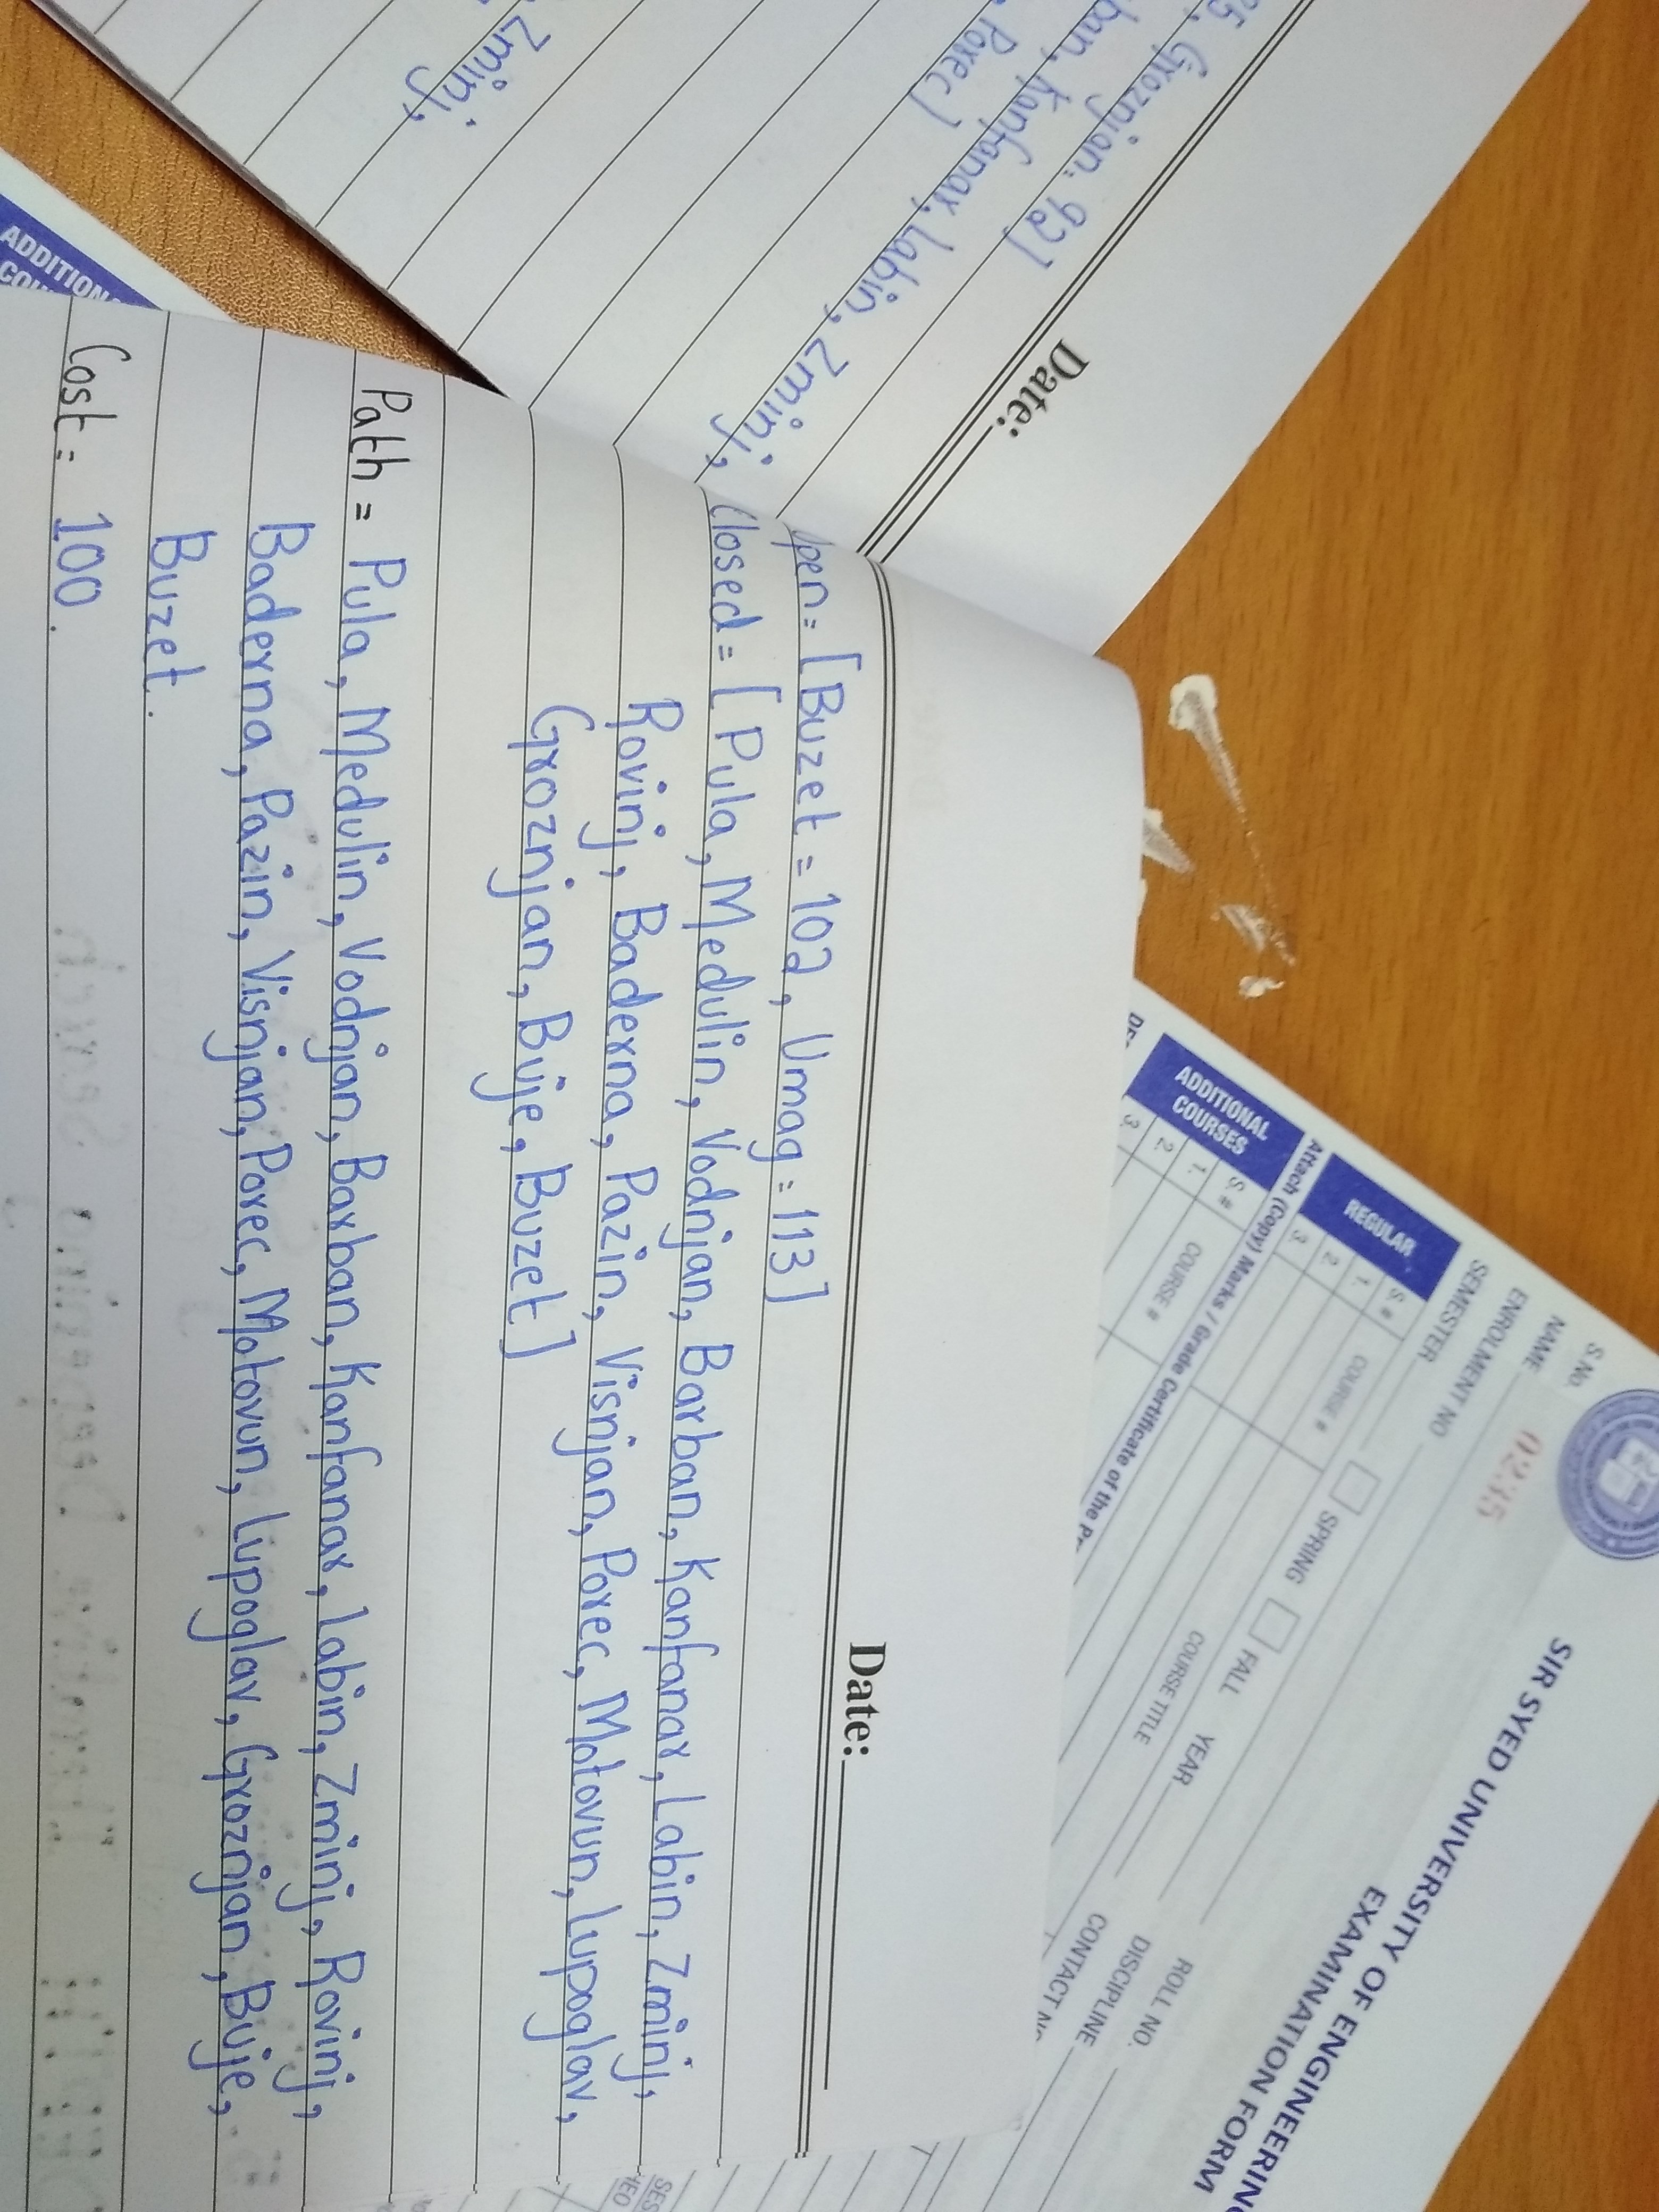 SIR SYED UNIVERSITY OF ENGINEERING
EXAMINATION FORM
S.No. 0235
NAME
ENROLMENT NO
SEMESTER
SPRING FALL YEAR
ROLL NO.
DISCIPLINE
CONTACT NO
REGULAR
S. # COURSE # COURSE TITLE
1.
2.
3.
Attach (Copy) Marks / Grade Certificate of the Pr
ADDITIONAL COURSES
S. # COURSE #
1.
2.
3.
Date:
5, Groznjan: 92]
ban, Kanfanar, Labin, Zminj,
Porec]
Zminj,
Date:
Open = [Buzet = 102, Umag = 113]
Closed = [Pula, Medulin, Vodnjan, Barban, Kanfanar, Labin, Zminj,
Rovinj, Baderna, Pazin, Visnjan, Porec, Motovun, Lupoglav,
Groznjan, Buje, Buzet]
Path = Pula, Medulin, Vodnjan, Barban, Kanfanar, Labin, Zminj, Rovinj,
Baderna, Pazin, Visnjan, Porec, Motovun, Lupoglav, Groznjan, Buje,
Buzet.
Cost = 100.
ADDITION